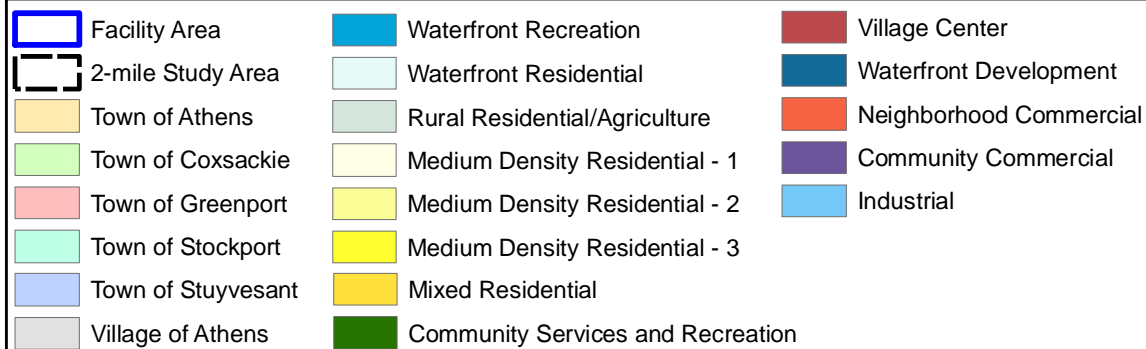 Facility Area
2-mile Study Area
Town of Athens
Town of Coxsackie
Town of Greenport
Town of Stockport
Town of Stuyvesant
Village of Athens
Waterfront Recreation
Waterfront Residential
Rural Residential/Agriculture
Medium Density Residential - 1
Medium Density Residential - 2
Medium Density Residential - 3
Mixed Residential
Community Services and Recreation
Village Center
Waterfront Development
Neighborhood Commercial
Community Commercial
Industrial